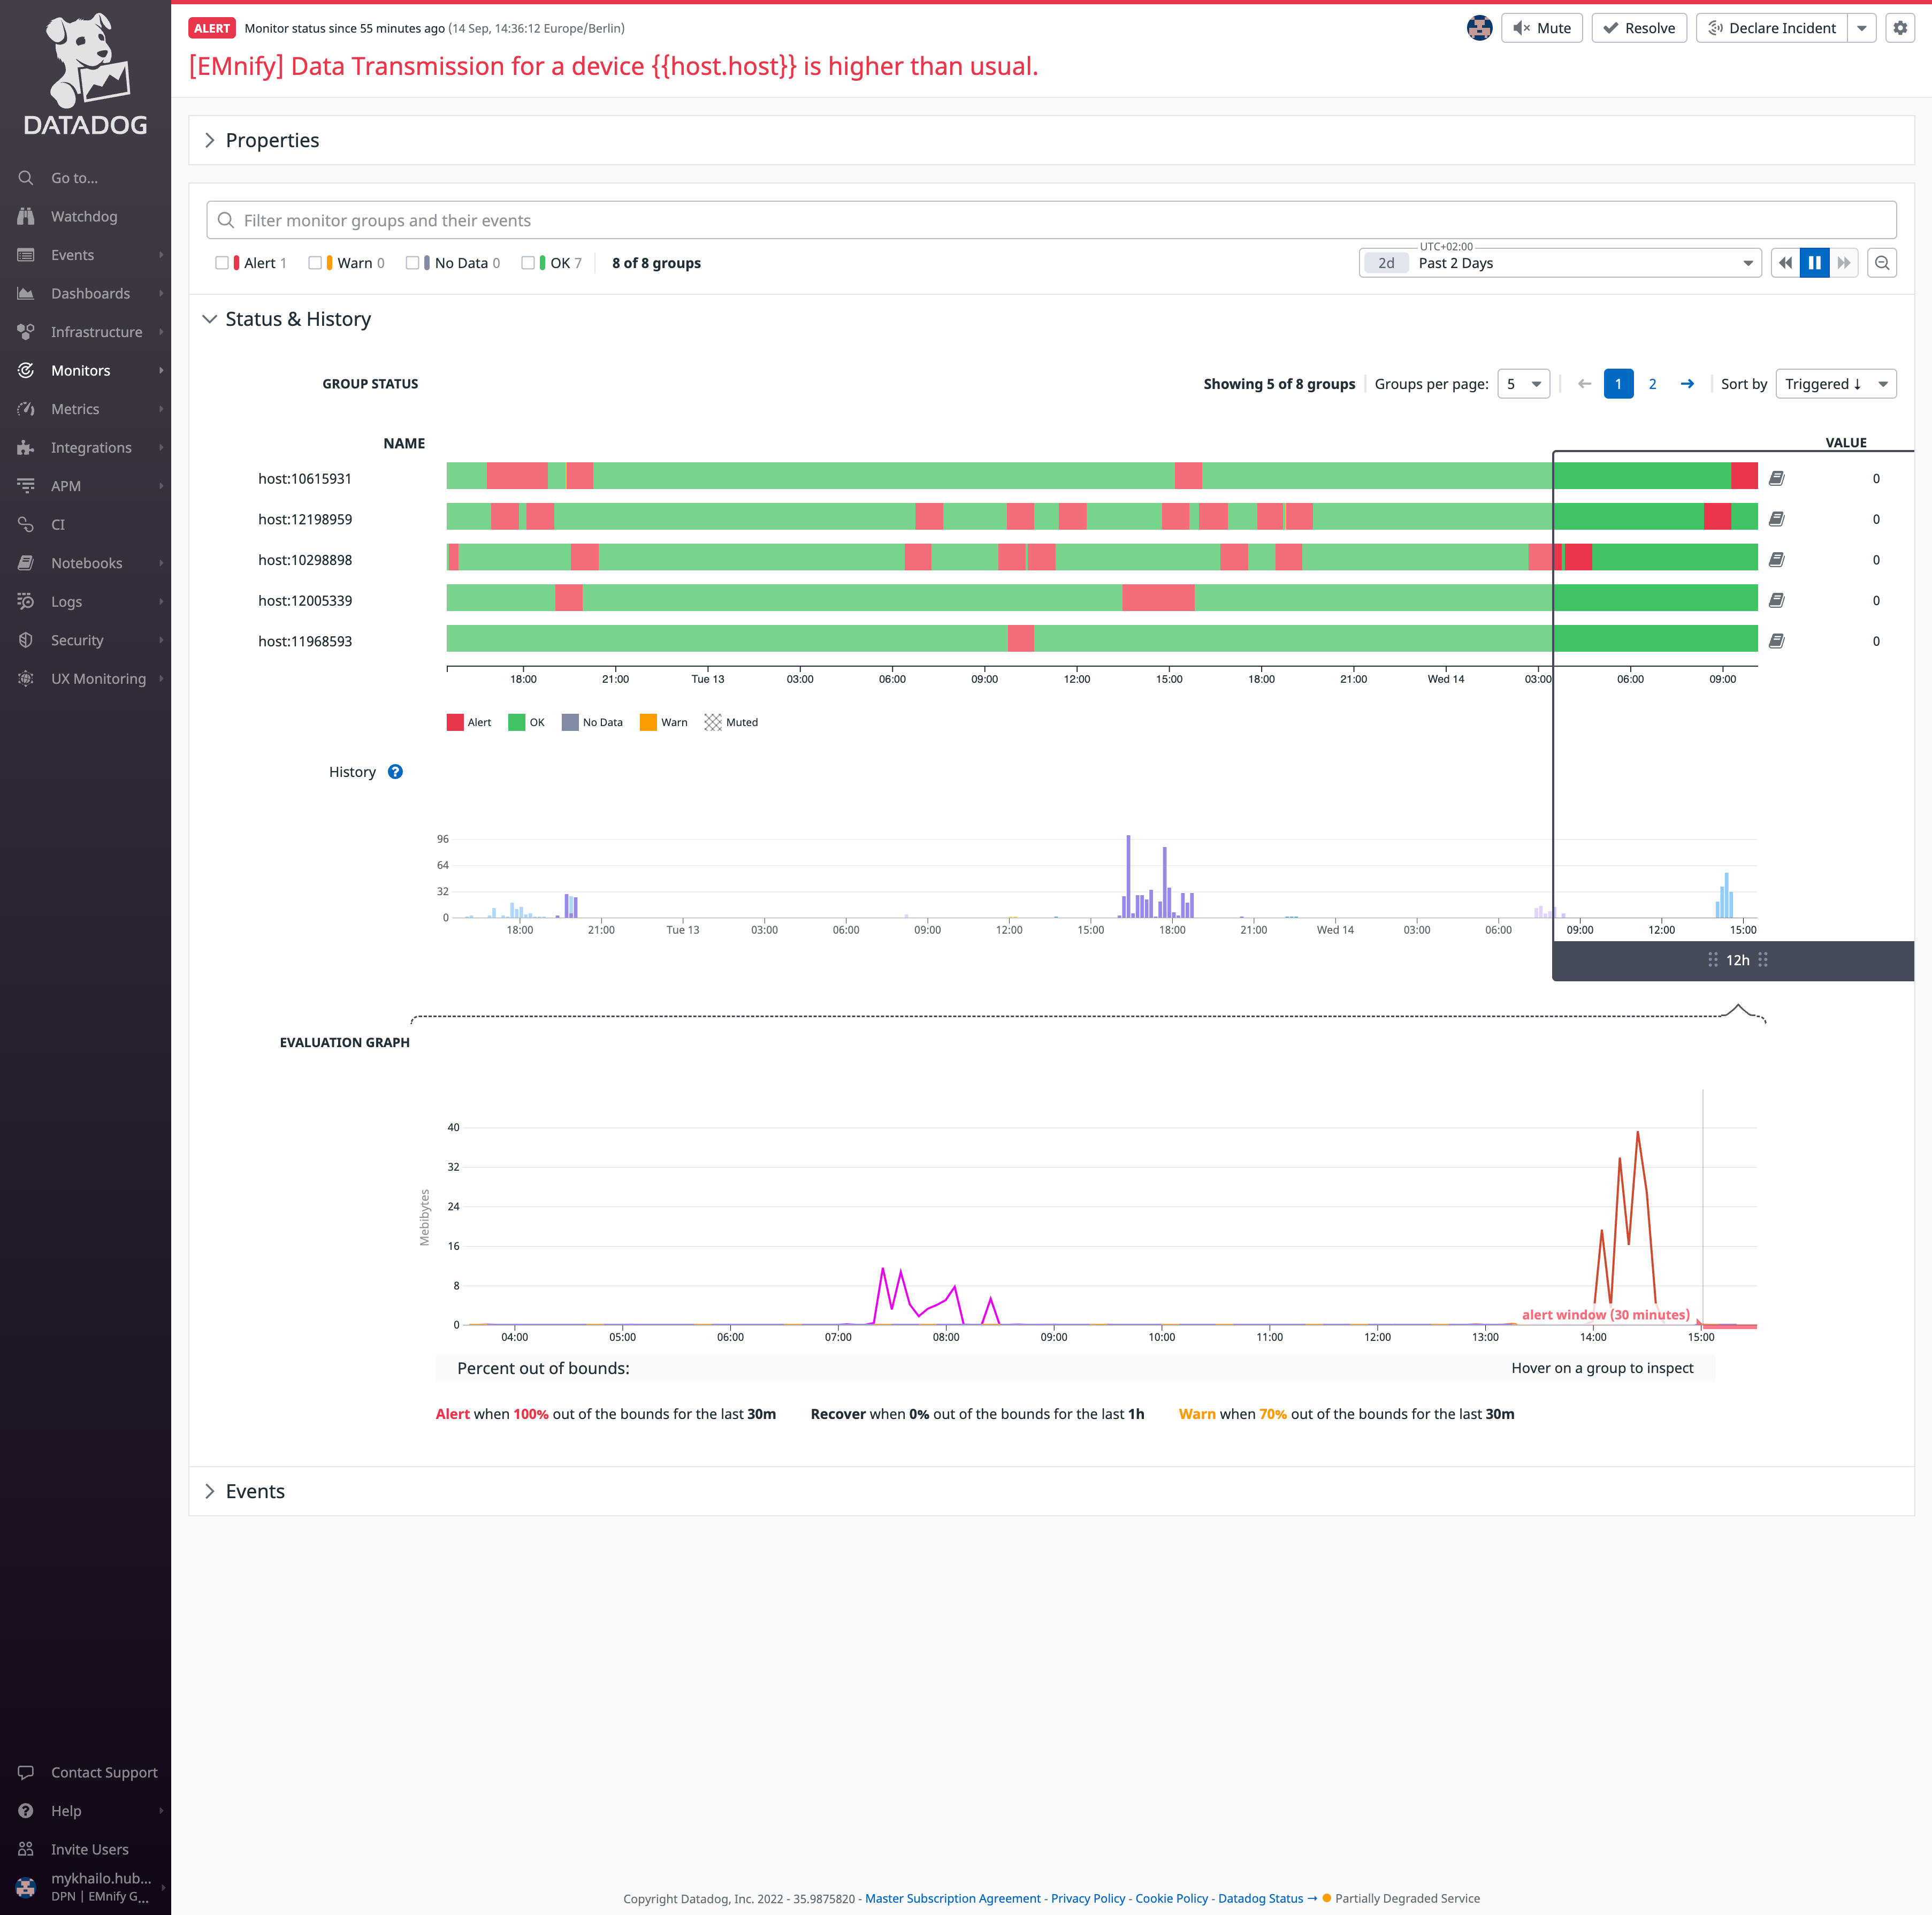 DATADOG
Go to...
Watchdog
Events
Dashboards
Infrastructure
Monitors
Metrics
Integrations
APM
CI
Notebooks
Logs
Security
UX Monitoring
Contact Support
Help
Invite Users
mykhailo.hub...
DPN | EMnify G...
ALERT Monitor status since 55 minutes ago (14 Sep, 14:36:12 Europe/Berlin)
Mute Resolve Declare Incident
[EMnify] Data Transmission for a device {{host.host}} is higher than usual.
Properties
Filter monitor groups and their events
Alert 1 Warn 0 No Data 0 OK 7 8 of 8 groups
UTC+02:00
2d Past 2 Days
Status & History
GROUP STATUS
Showing 5 of 8 groups Groups per page: 5 1 2 Sort by Triggered ↓
NAME VALUE
host:10615931 0
host:12198959 0
host:10298898 0
host:12005339 0
host:11968593 0
18:00 21:00 Tue 13 03:00 06:00 09:00 12:00 15:00 18:00 21:00 Wed 14 03:00 06:00 09:00
Alert OK No Data Warn Muted
History ?
96
64
32
0
18:00 21:00 Tue 13 03:00 06:00 09:00 12:00 15:00 18:00 21:00 Wed 14 03:00 06:00 09:00 12:00 15:00
12h
EVALUATION GRAPH
Mebibytes
40
32
24
16
8
0
alert window (30 minutes)
04:00 05:00 06:00 07:00 08:00 09:00 10:00 11:00 12:00 13:00 14:00 15:00
Percent out of bounds: Hover on a group to inspect
Alert when 100% out of the bounds for the last 30m Recover when 0% out of the bounds for the last 1h Warn when 70% out of the bounds for the last 30m
Events
Copyright Datadog, Inc. 2022 - 35.9875820 - Master Subscription Agreement - Privacy Policy - Cookie Policy - Datadog Status → Partially Degraded Service